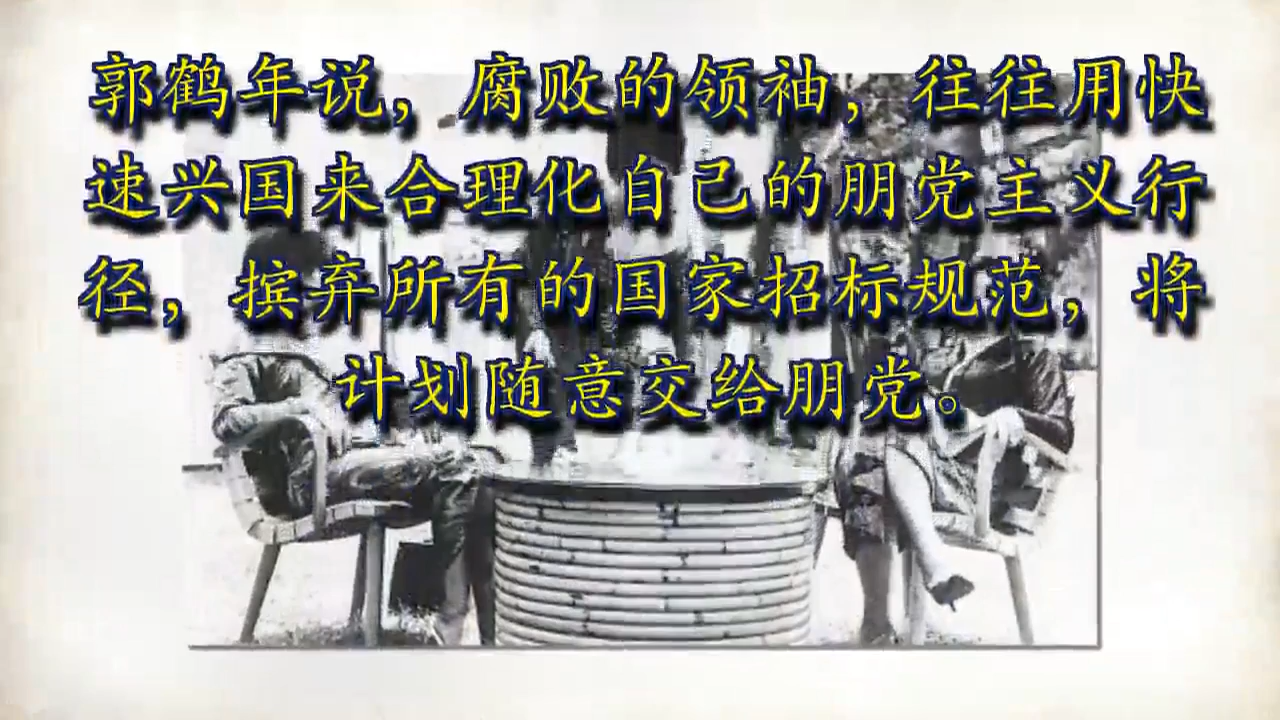 郭鹤年说，腐败的领袖，往往用快
速兴国来合理化自己的朋党主义行
径，摈弃所有的国家招标规范，将
计划随意交给朋党。